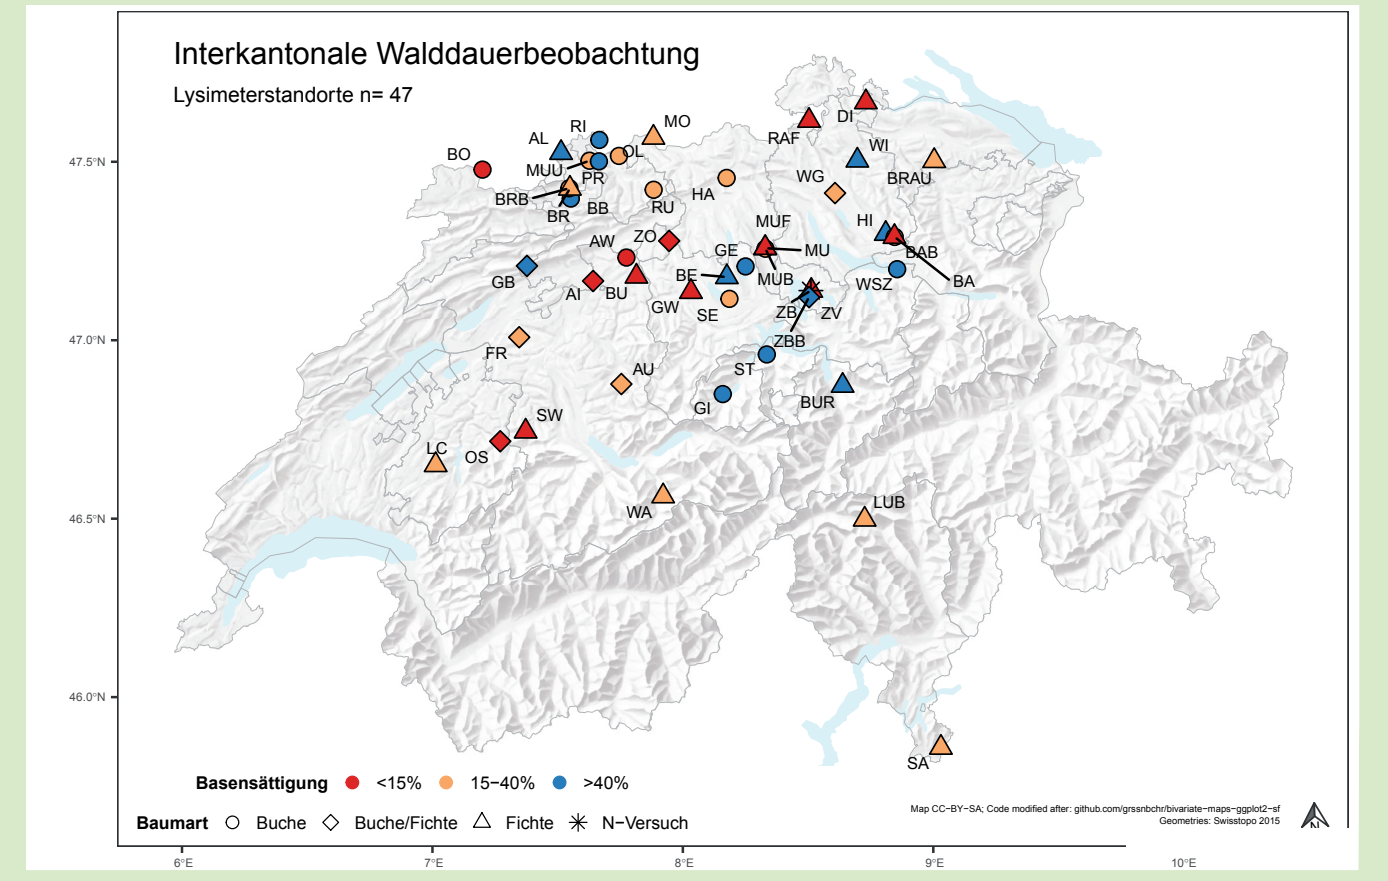 Interkantonale Walddauerbeobachtung
Lysimeterstandorte n= 47
MO
RI
AL
OL
BO
MUU
PR
BRB
BR
BB
RU
HA
DI
RAF
WI
WG
BRAU
47.5°N
HI
MUF
ZO
AW
GE
MU
BAB
GB
AI
BU
BE
MUB
WSZ
BA
GW
SE
ZB
ZV
47.0°N
FR
ZBB
AU
ST
GI
BUR
SW
LC
OS
WA
LUB
46.5°N
46.0°N
SA
Basensättigung <15% 15−40% >40%
Baumart Buche Buche/Fichte Fichte N−Versuch
Map CC−BY−SA; Code modified after: github.com/grssnbchr/bivariate−maps−ggplot2−sf
Geometries: Swisstopo 2015
N
6°E 7°E 8°E 9°E 10°E